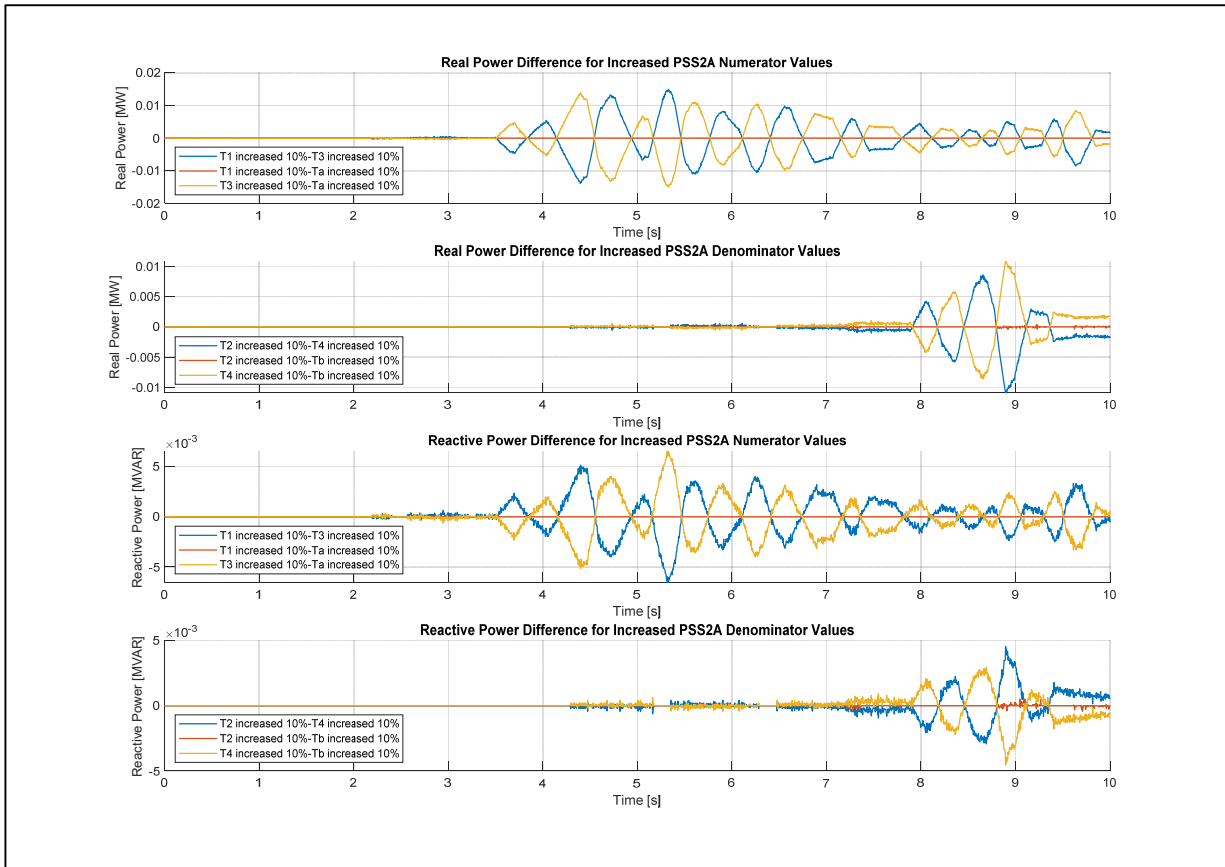 Real Power Difference for Increased PSS2A Numerator Values
Real Power [MW]
0.02
0.01
0
-0.01
-0.02
T1 increased 10%-T3 increased 10%
T1 increased 10%-Ta increased 10%
T3 increased 10%-Ta increased 10%
0 1 2 3 4 5 6 7 8 9 10
Time [s]
Real Power Difference for Increased PSS2A Denominator Values
Real Power [MW]
0.01
0.005
0
-0.005
-0.01
T2 increased 10%-T4 increased 10%
T2 increased 10%-Tb increased 10%
T4 increased 10%-Tb increased 10%
0 1 2 3 4 5 6 7 8 9 10
Time [s]
Reactive Power Difference for Increased PSS2A Numerator Values
Reactive Power [MVAR]
×10⁻³
5
0
-5
T1 increased 10%-T3 increased 10%
T1 increased 10%-Ta increased 10%
T3 increased 10%-Ta increased 10%
0 1 2 3 4 5 6 7 8 9 10
Time [s]
Reactive Power Difference for Increased PSS2A Denominator Values
Reactive Power [MVAR]
×10⁻³
5
0
-5
T2 increased 10%-T4 increased 10%
T2 increased 10%-Tb increased 10%
T4 increased 10%-Tb increased 10%
0 1 2 3 4 5 6 7 8 9 10
Time [s]